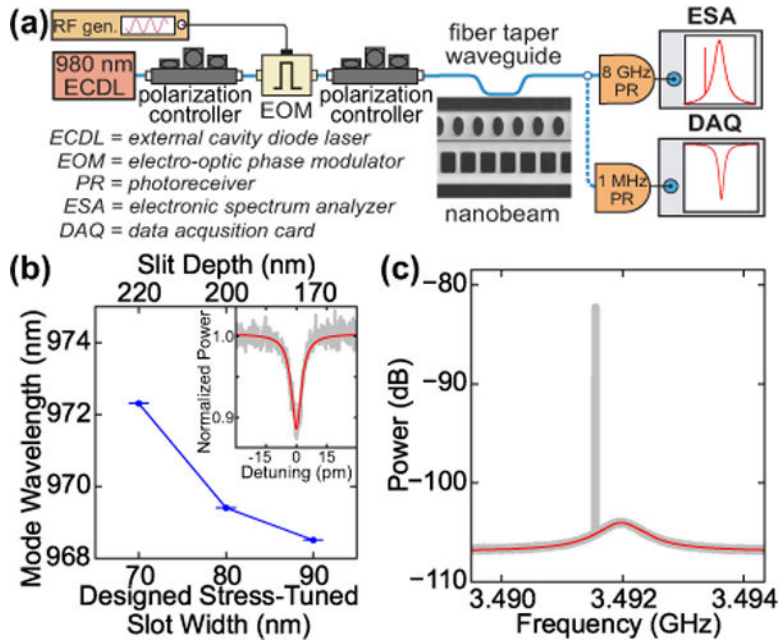 (a)
RF gen.
980 nm
ECDL
polarization
controller
EOM
polarization
controller
fiber taper
waveguide
nanobeam
8 GHz
PR
ESA
1 MHz
PR
DAQ
ECDL = external cavity diode laser
EOM = electro-optic phase modulator
PR = photoreceiver
ESA = electronic spectrum analyzer
DAQ = data acqusition card
(b)
Slit Depth (nm)
220 200 170
Mode Wavelength (nm)
974
972
970
968
70 80 90
Designed Stress-Tuned
Slot Width (nm)
Normalized Power
1.0
0.9
-15 0 15
Detuning (pm)
(c)
Power (dB)
−80
−90
−100
−110
3.490 3.492 3.494
Frequency (GHz)